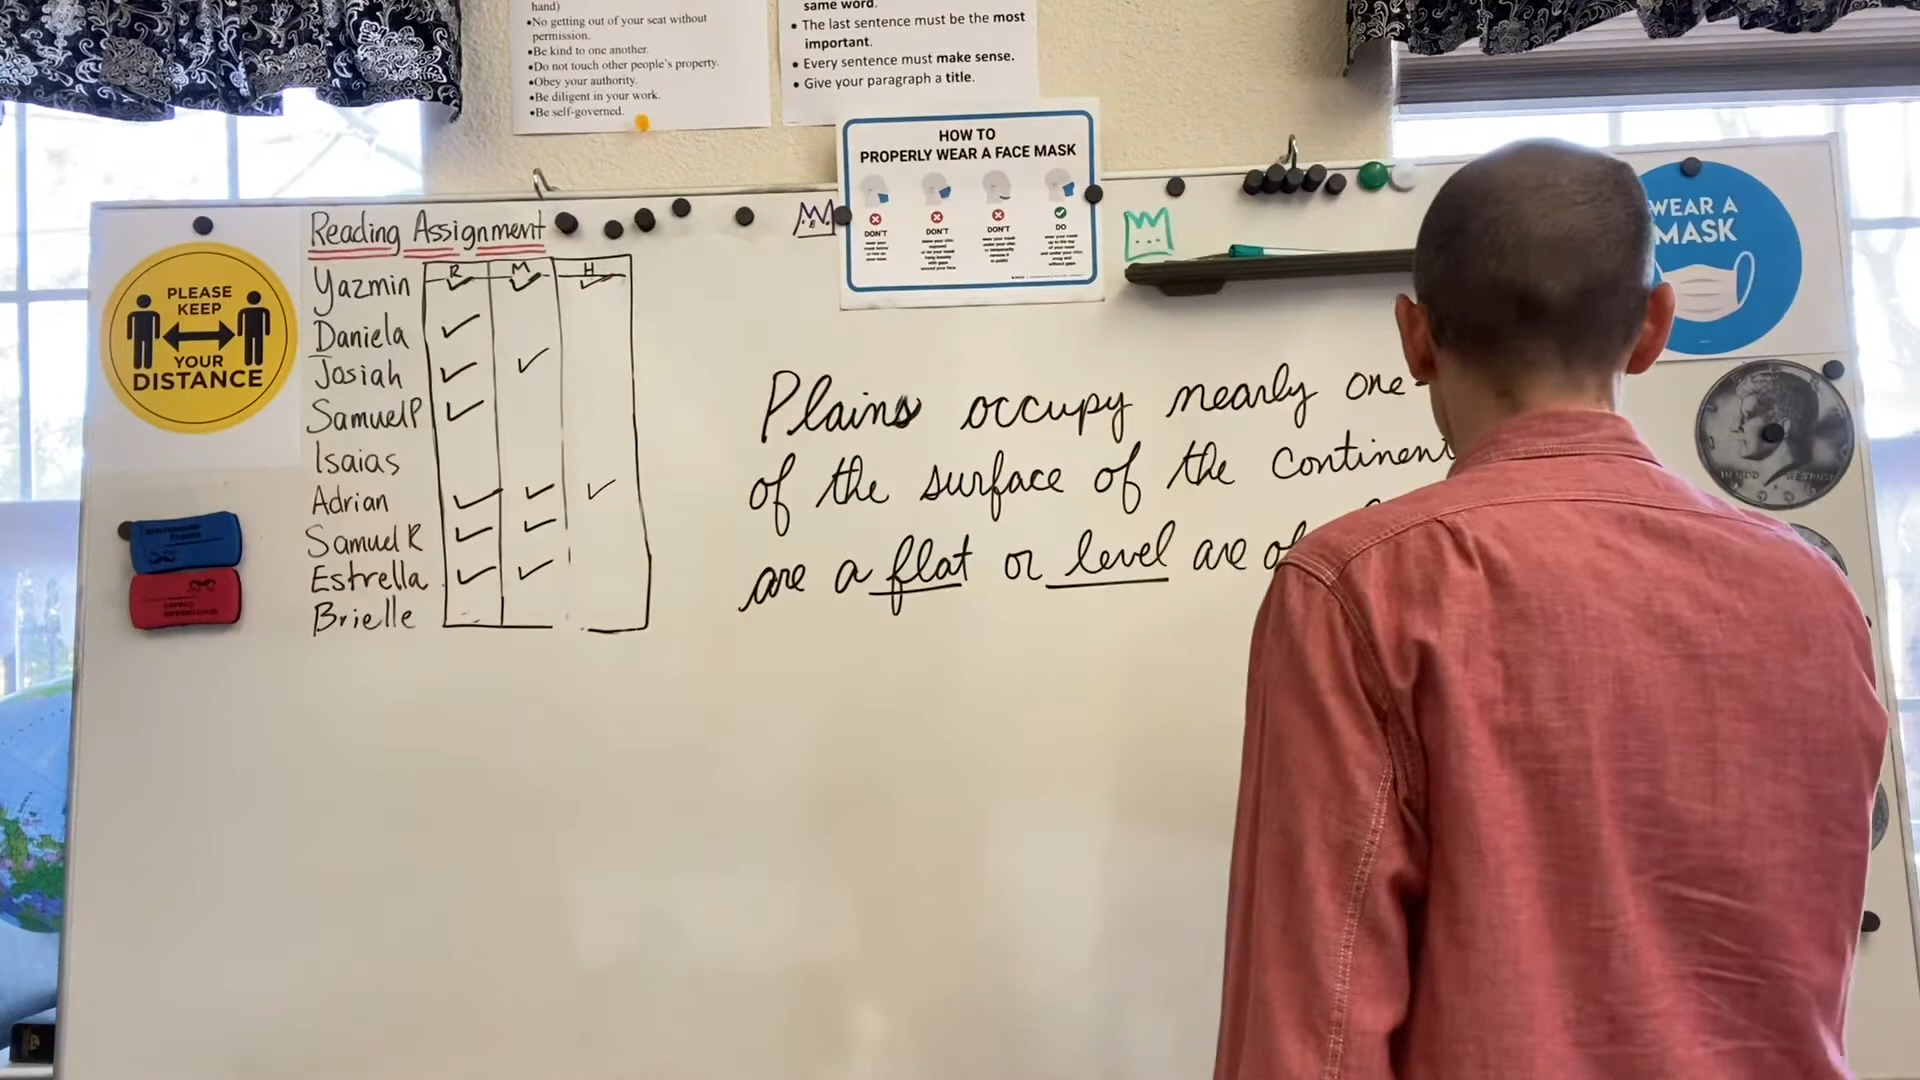 hand)
•No getting out of your seat without
permission.
•Be kind to one another.
•Do not touch other people's property.
•Obey your authority.
•Be diligent in your work.
•Be self-governed.
same word.
• The last sentence must be the most
important.
• Every sentence must make sense.
• Give your paragraph a title.
HOW TO
PROPERLY WEAR A FACE MASK
DON'T
DON'T
DON'T
DO
WEAR A
MASK
PLEASE
KEEP
YOUR
DISTANCE
Reading Assignment
R M H
Yazmin ✓ ✓ ✓
Daniela ✓
Josiah ✓ ✓
Samuel P ✓
Isaias
Adrian ✓ ✓ ✓
Samuel R ✓ ✓
Estrella ✓ ✓
Brielle
Plains occupy nearly one-
of the surface of the continent
are a flat or level are of